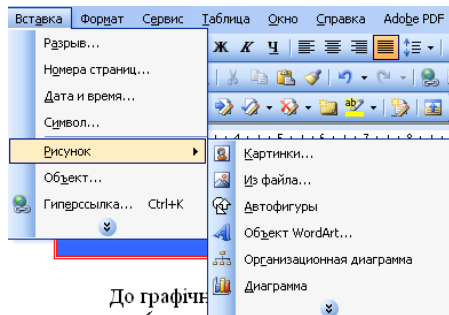 Вставка Формат Сервис Таблица Окно Справка Adobe PDF
Разрыв...
Ж К Ч
Номера страниц...
Дата и время...
Символ...
Рисунок
Картинки...
Объект...
Из файла...
Гиперссылка... Ctrl+K
Автофигуры
Объект WordArt...
Организационная диаграмма
Диаграмма
До графічн